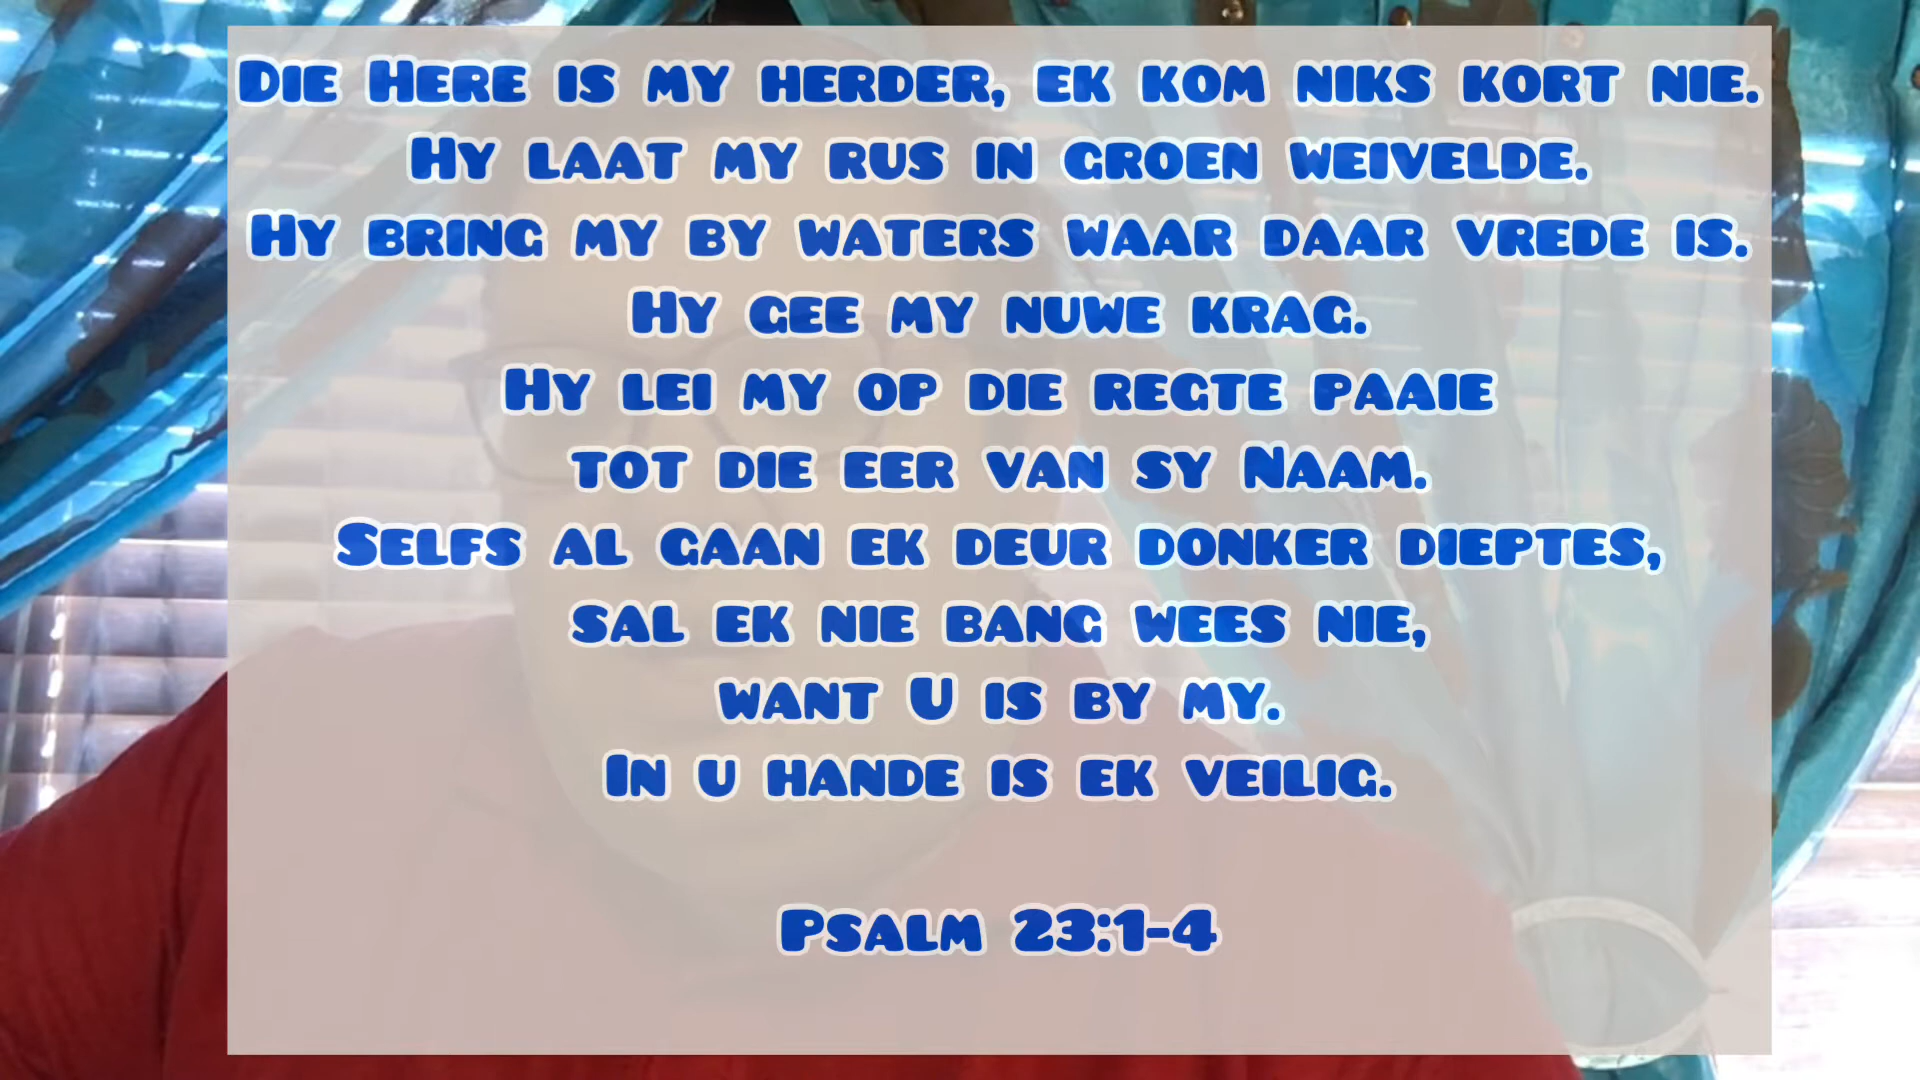 Die Here is my herder, ek kom niks kort nie.
Hy laat my rus in groen weivelde.
Hy bring my by waters waar daar vrede is.
Hy gee my nuwe krag.
Hy lei my op die regte paaie
tot die eer van sy Naam.
Selfs al gaan ek deur donker dieptes,
sal ek nie bang wees nie,
want U is by my.
In u hande is ek veilig.
Psalm 23:1-4